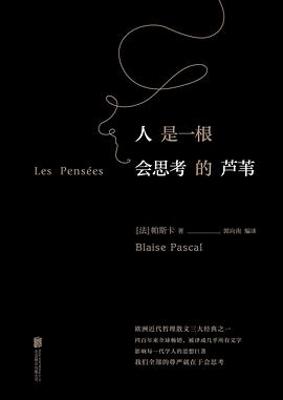 人 是一根
会思考 的 芦苇
Les Pensées
[法]帕斯卡 著 郭向南 编译
Blaise Pascal
欧洲近代哲理散文三大经典之一
四百年来全球畅销，被译成几乎所有文字
影响每一代学人的思想巨著
我们全部的尊严就在于会思考